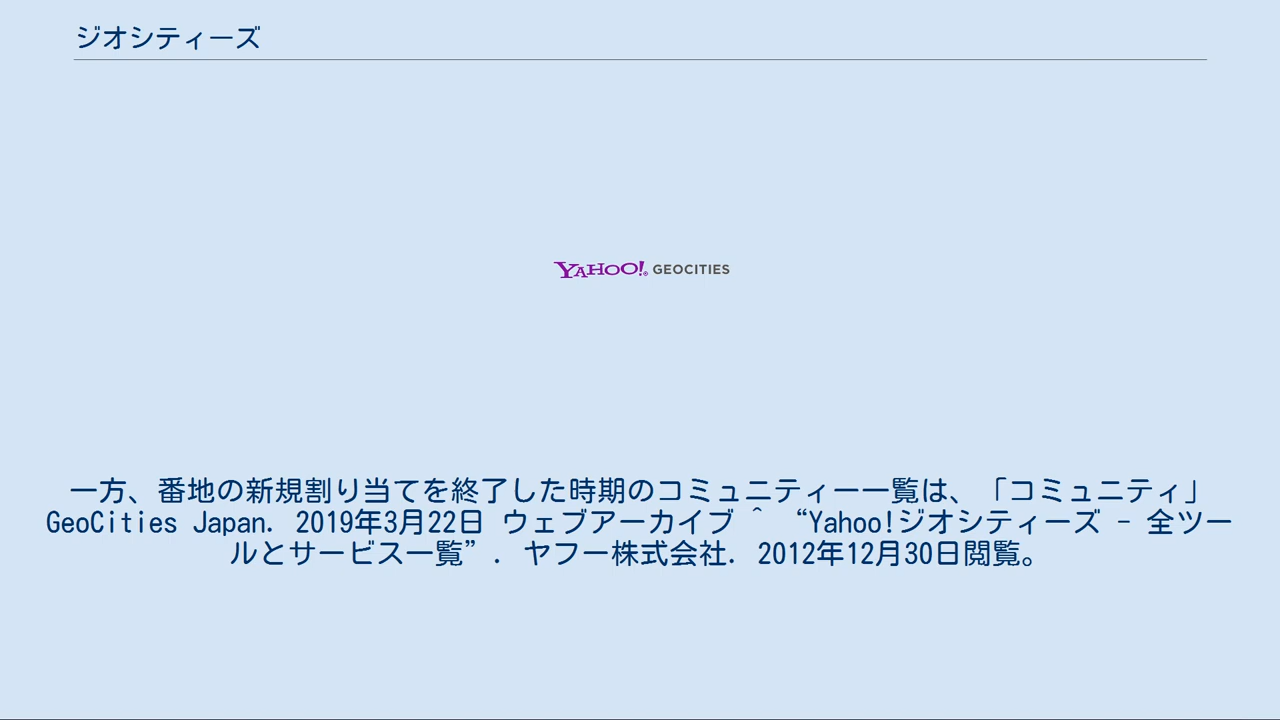 ジオシティーズ
YAHOO! GEOCITIES
一方、番地の新規割り当てを終了した時期のコミュニティー一覧は、「コミュニティ」
GeoCities Japan. 2019年3月22日 ウェブアーカイブ ^ “Yahoo!ジオシティーズ - 全ツー
ルとサービス一覧”. ヤフー株式会社. 2012年12月30日閲覧。